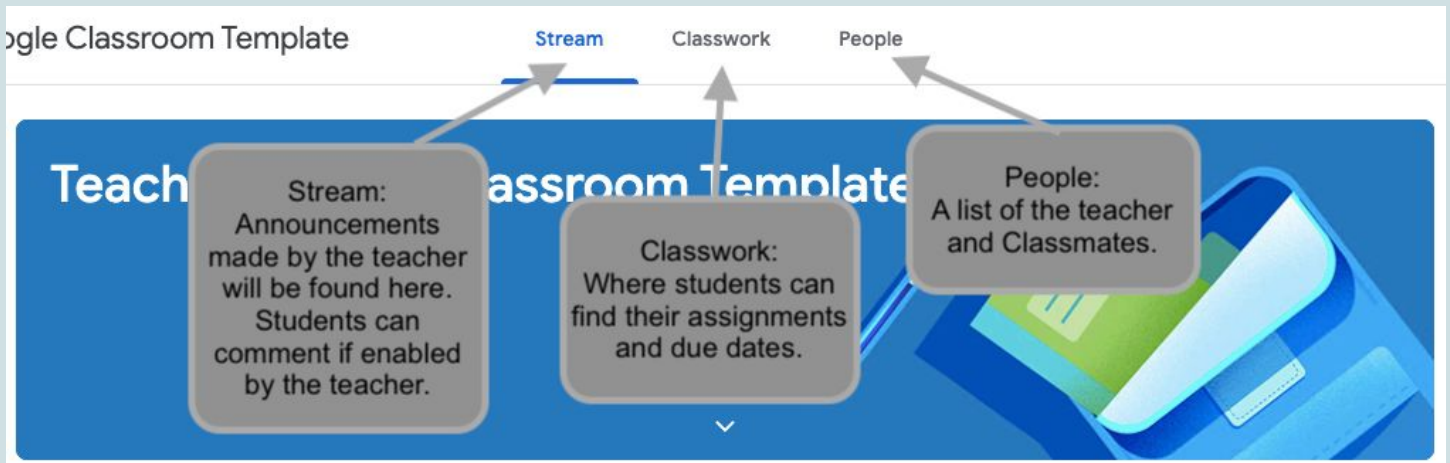 ogle Classroom Template
Stream Classwork People
Teach assroom Template
Stream:
Announcements
made by the teacher
will be found here.
Students can
comment if enabled
by the teacher.
Classwork:
Where students can
find their assignments
and due dates.
People:
A list of the teacher
and Classmates.